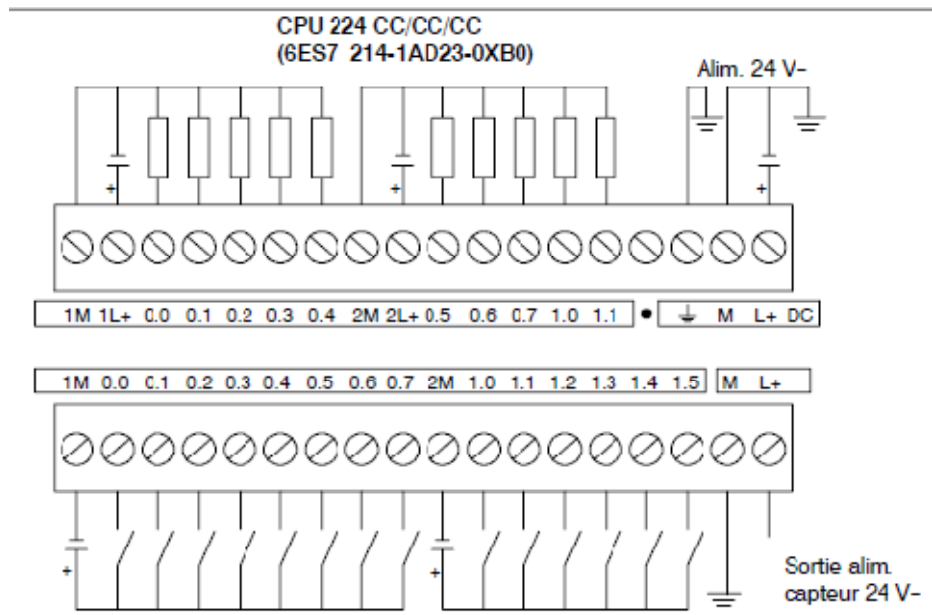 CPU 224 CC/CC/CC
(6ES7 214-1AD23-0XB0)
Alim. 24 V-
+ + + + 
1M 1L+ 0.0 0.1 0.2 0.3 0.4 2M 2L+ 0.5 0.6 0.7 1.0 1.1 M L+ DC
1M 0.0 0.1 0.2 0.3 0.4 0.5 0.6 0.7 2M 1.0 1.1 1.2 1.3 1.4 1.5 M L+
+ +
Sortie alim.
capteur 24 V-